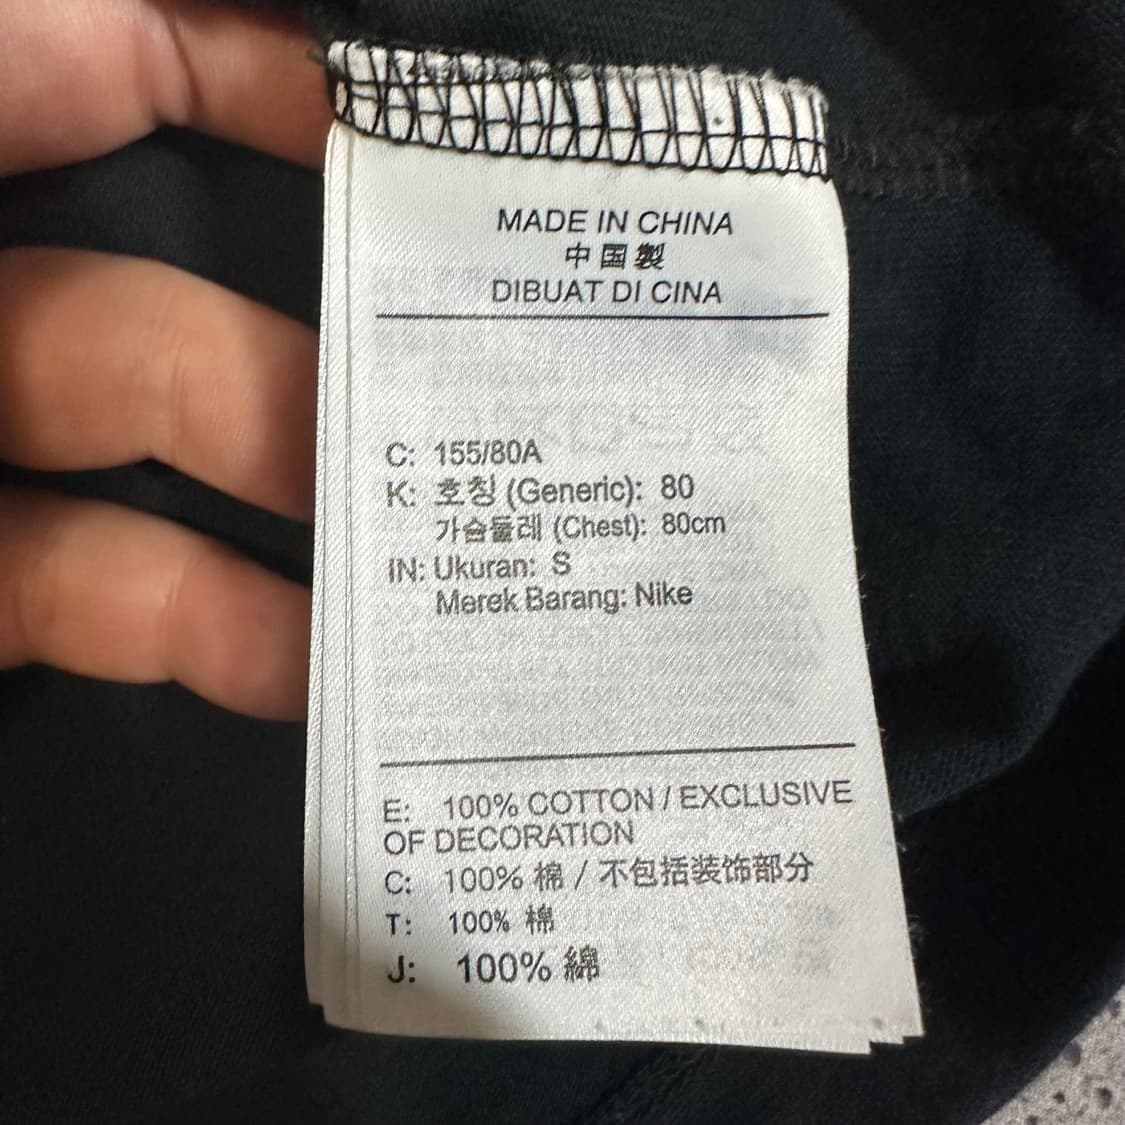 MADE IN CHINA
中国製
DIBUAT DI CINA
C: 155/80A
K: 호칭 (Generic): 80
가슴둘레 (Chest): 80cm
IN: Ukuran: S
Merek Barang: Nike
E: 100% COTTON / EXCLUSIVE
OF DECORATION
C: 100% 棉 / 不包括装饰部分
T: 100% 棉
J: 100% 綿